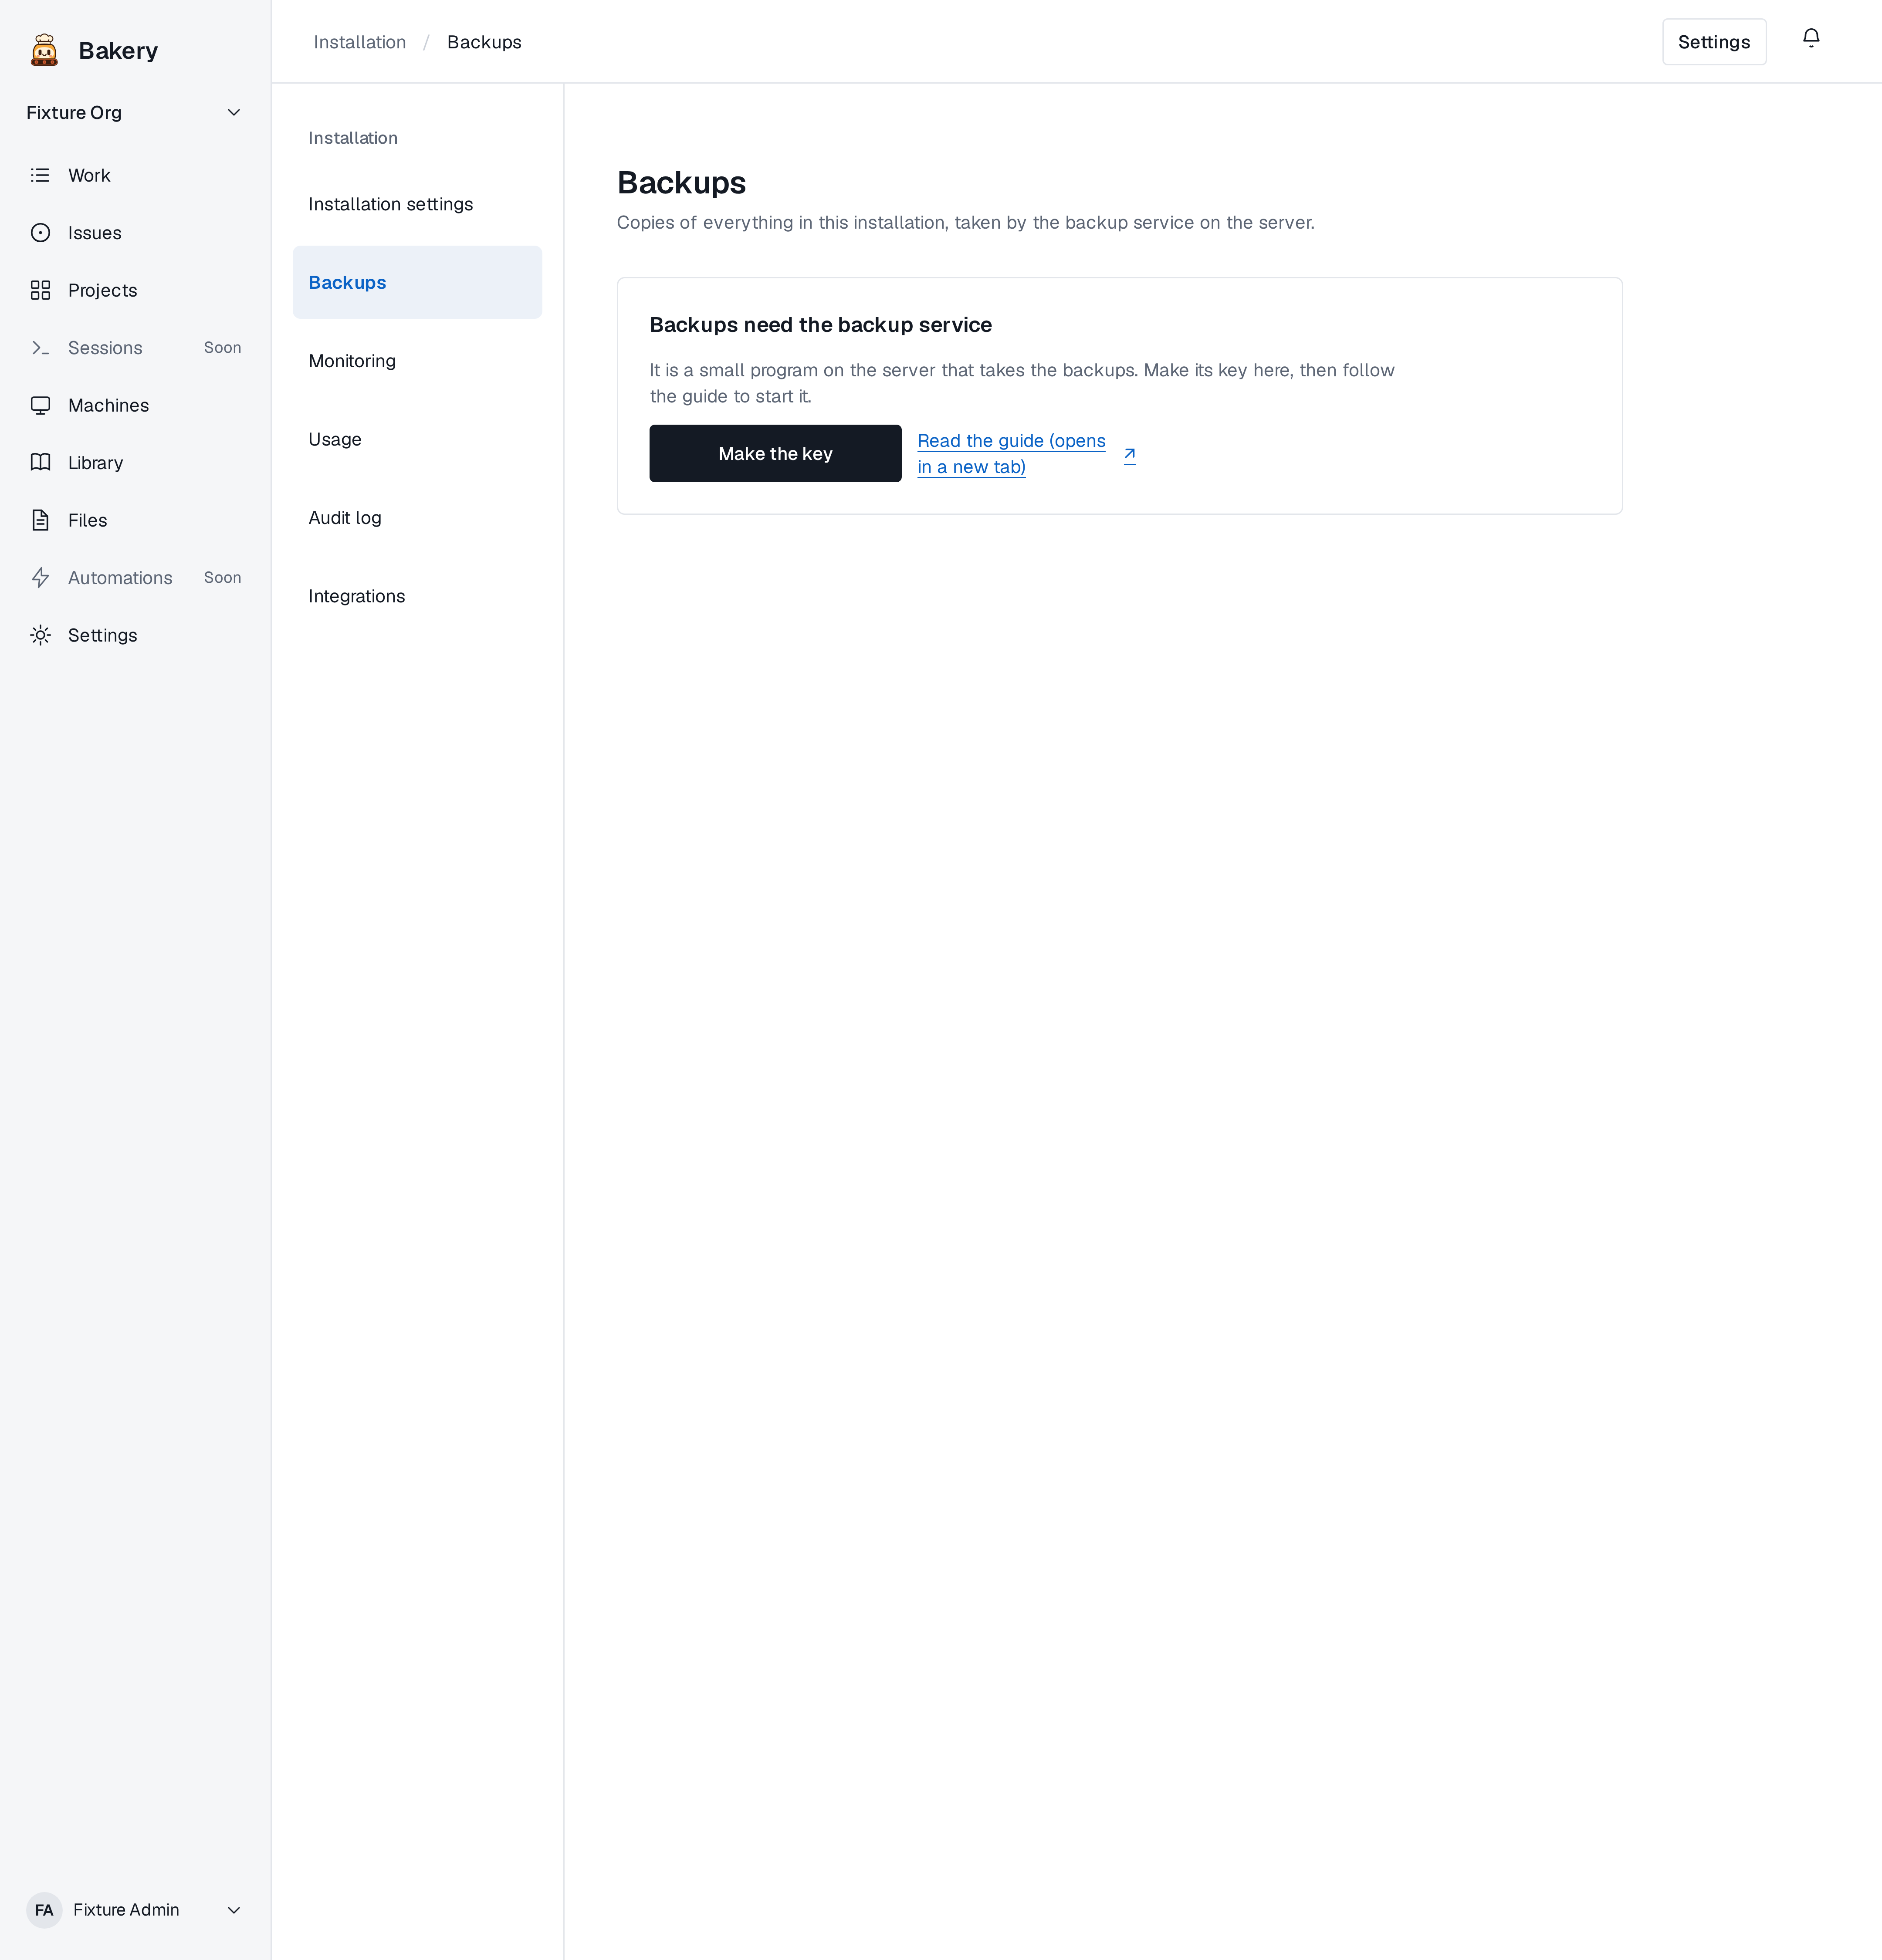 Bakery
Fixture Org
Work
Issues
Projects
Sessions Soon
Machines
Library
Files
Automations Soon
Settings
FA Fixture Admin
Installation / Backups
Settings
Installation
Installation settings
Backups
Monitoring
Usage
Audit log
Integrations
Backups
Copies of everything in this installation, taken by the backup service on the server.
Backups need the backup service
It is a small program on the server that takes the backups. Make its key here, then follow
the guide to start it.
Make the key
Read the guide (opens
in a new tab)